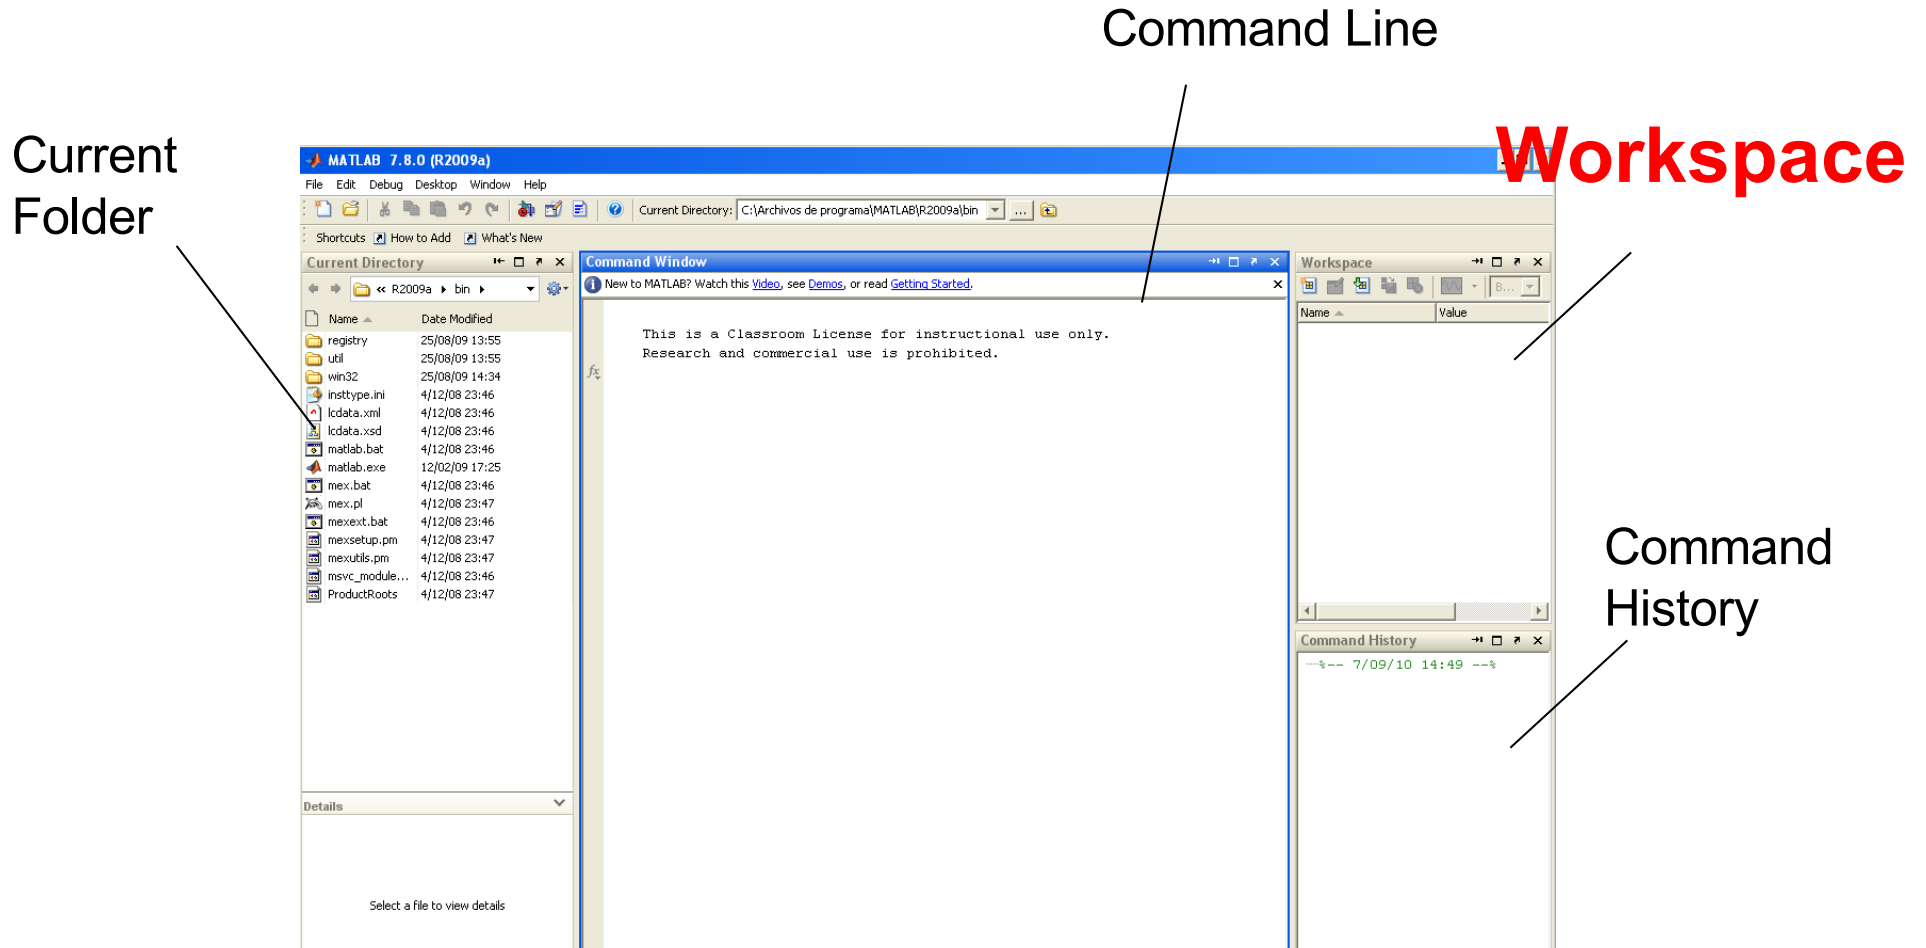 Command Line
Workspace
Current
Folder
MATLAB 7.8.0 (R2009a)
File Edit Debug Desktop Window Help
Current Directory: C:\Archivos de programa\MATLAB\R2009a\bin ...
Shortcuts How to Add What's New
Current Directory
« R2009a bin
Name Date Modified
registry 25/08/09 13:55
util 25/08/09 13:55
win32 25/08/09 14:34
insttype.ini 4/12/08 23:46
lcdata.xml 4/12/08 23:46
lcdata.xsd 4/12/08 23:46
matlab.bat 4/12/08 23:46
matlab.exe 12/02/09 17:25
mex.bat 4/12/08 23:46
mex.pl 4/12/08 23:47
mexext.bat 4/12/08 23:46
mexsetup.pm 4/12/08 23:47
mexutils.pm 4/12/08 23:47
msvc_module... 4/12/08 23:46
ProductRoots 4/12/08 23:47
Details
Select a file to view details
Command Window
New to MATLAB? Watch this Video, see Demos, or read Getting Started.
This is a Classroom License for instructional use only.
Research and commercial use is prohibited.
fx
Workspace
B...
Name Value
Command History
%-- 7/09/10 14:49 --%
Command
History